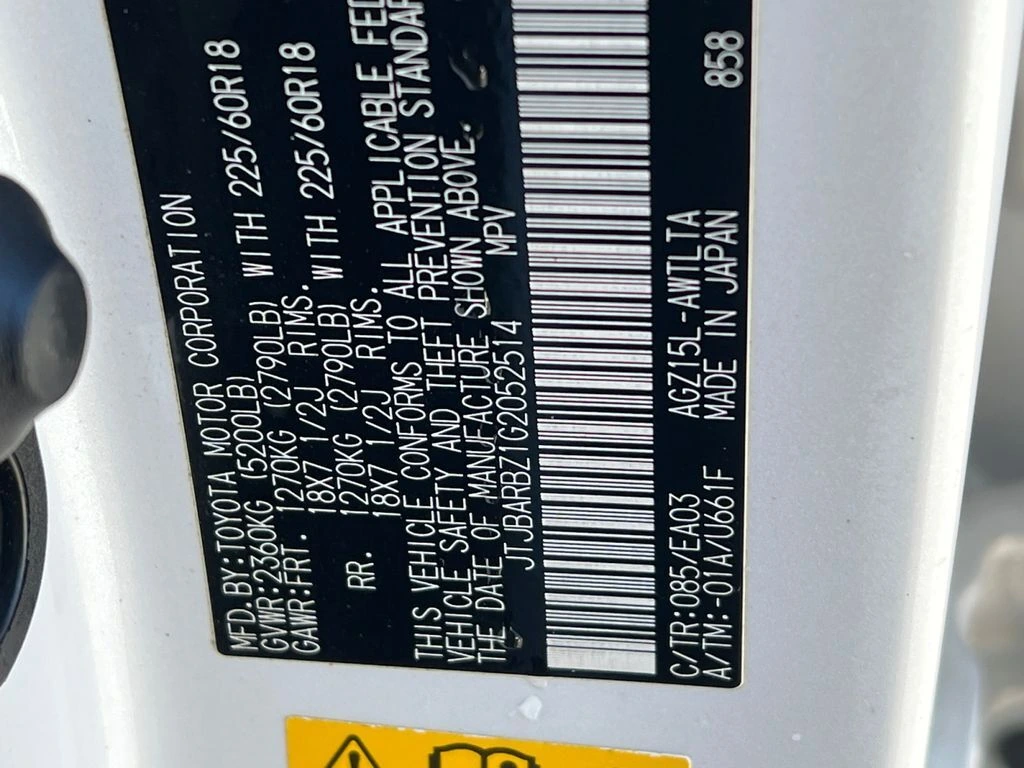 MFD.BY:TOYOTA MOTOR CORPORATION
GVWR:2360KG (5200LB)
GAWR:FRT. 1270KG (2790LB) WITH 225/60R18
18X7 1/2J RIMS.
RR. 1270KG (2790LB) WITH 225/60R18
18X7 1/2J RIMS.
THIS VEHICLE CONFORMS TO ALL APPLICABLE
VEHICLE SAFETY AND THEFT PREVENTION
THE DATE OF MANUFACTURE SHOWN ABOVE.
JTJBARBZ1G2052514 MPV
C/TR:085/EA03 AGZ15L-AWTLTA 858
A/TM:-01A/U661F MADE IN JAPAN